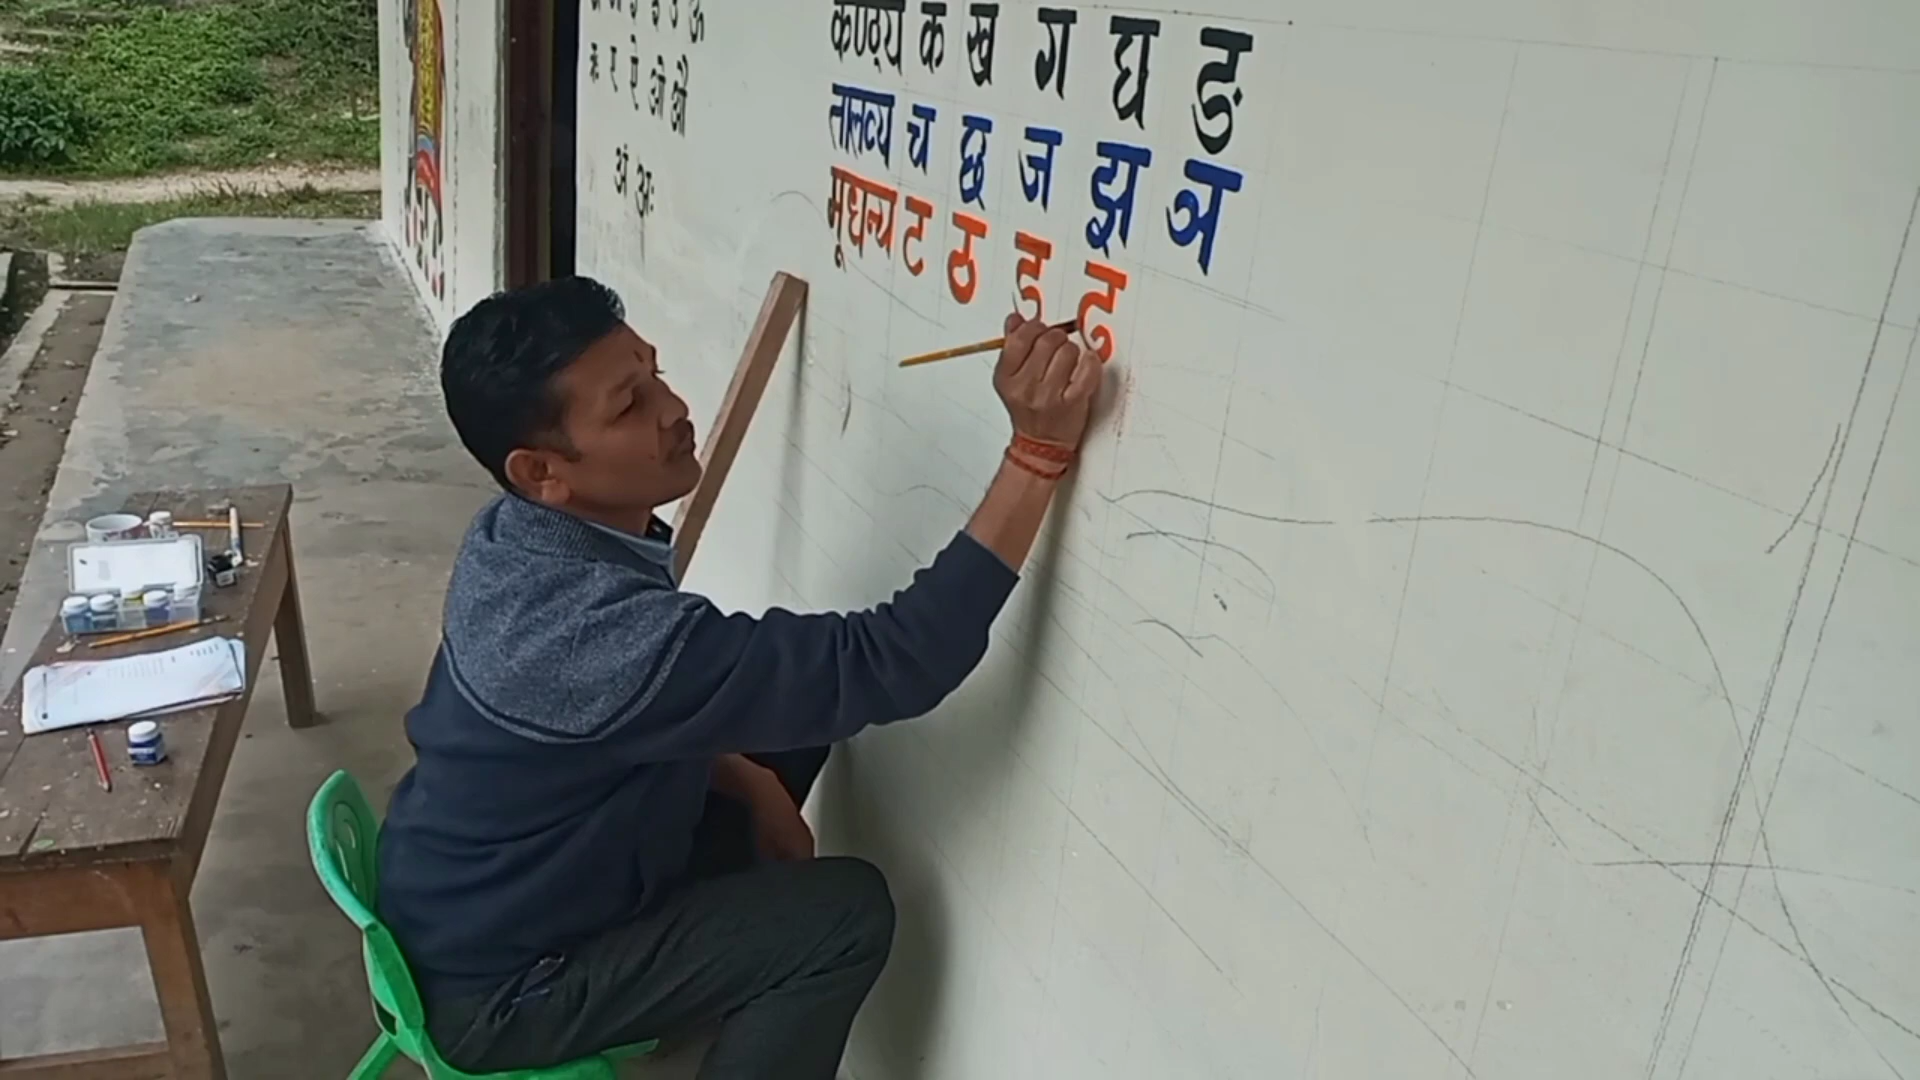 ऋ ए ऐ ओ औ
अं अः
कण्ठ्य क ख ग घ ङ
तालव्य च छ ज झ ञ
मूर्धन्य ट ठ ड ढ